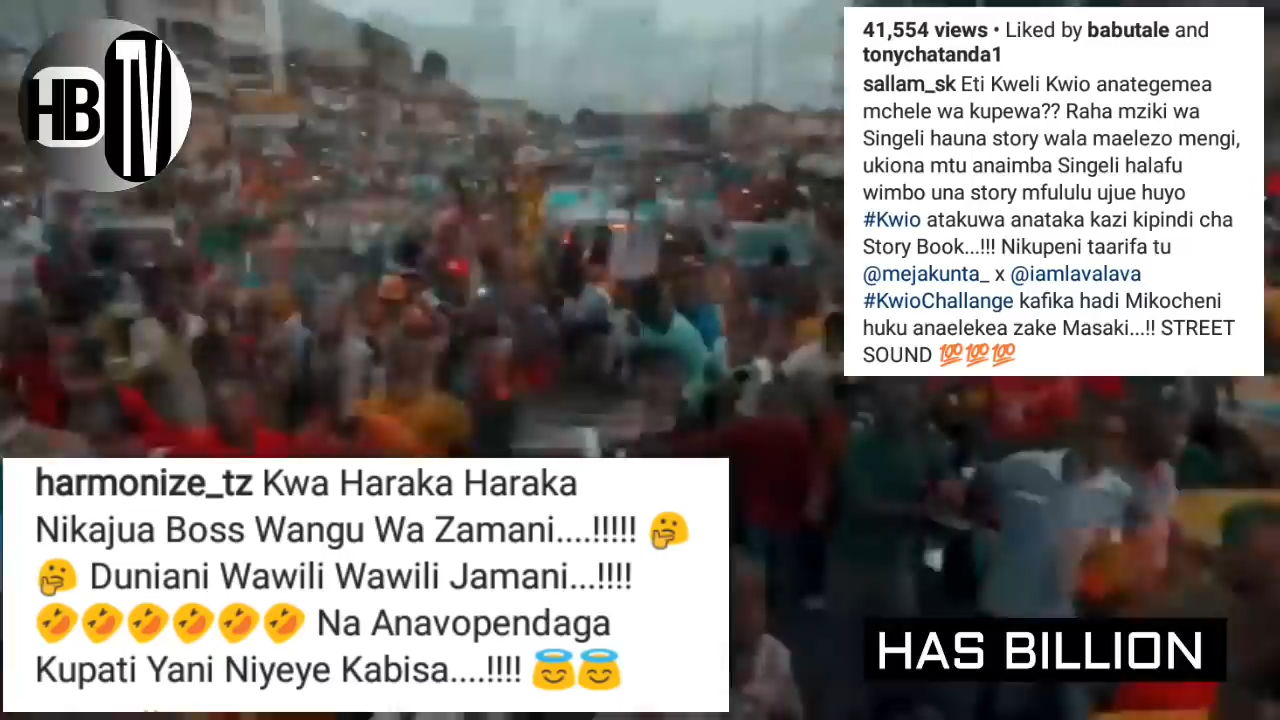 HB TV
41,554 views • Liked by babutale and
tonychatanda1
sallam_sk Eti Kweli Kwio anategemea
mchele wa kupewa?? Raha mziki wa
Singeli hauna story wala maelezo mengi,
ukiona mtu anaimba Singeli halafu
wimbo una story mfululu ujue huyo
#Kwio atakuwa anataka kazi kipindi cha
Story Book...!!! Nikupeni taarifa tu
@mejakunta_ x @iamlavalava
#KwioChallange kafika hadi Mikocheni
huku anaelekea zake Masaki...!! STREET
SOUND 💯💯💯
harmonize_tz Kwa Haraka Haraka
Nikajua Boss Wangu Wa Zamani....!!!!! 🤔
🤔 Duniani Wawili Wawili Jamani...!!!!
🤣🤣🤣🤣🤣🤣 Na Anavopendaga
Kupati Yani Niyeye Kabisa....!!!! 😇😇
HAS BILLION